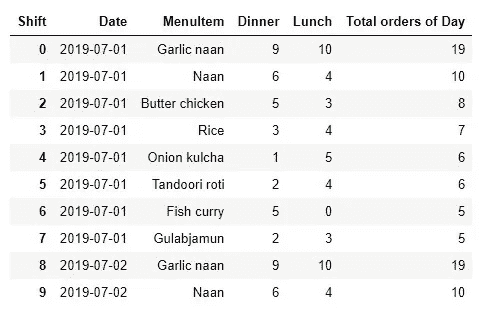 Shift Date MenuItem Dinner Lunch Total orders of Day
0 2019-07-01 Garlic naan 9 10 19
1 2019-07-01 Naan 6 4 10
2 2019-07-01 Butter chicken 5 3 8
3 2019-07-01 Rice 3 4 7
4 2019-07-01 Onion kulcha 1 5 6
5 2019-07-01 Tandoori roti 2 4 6
6 2019-07-01 Fish curry 5 0 5
7 2019-07-01 Gulabjamun 2 3 5
8 2019-07-02 Garlic naan 9 10 19
9 2019-07-02 Naan 6 4 10